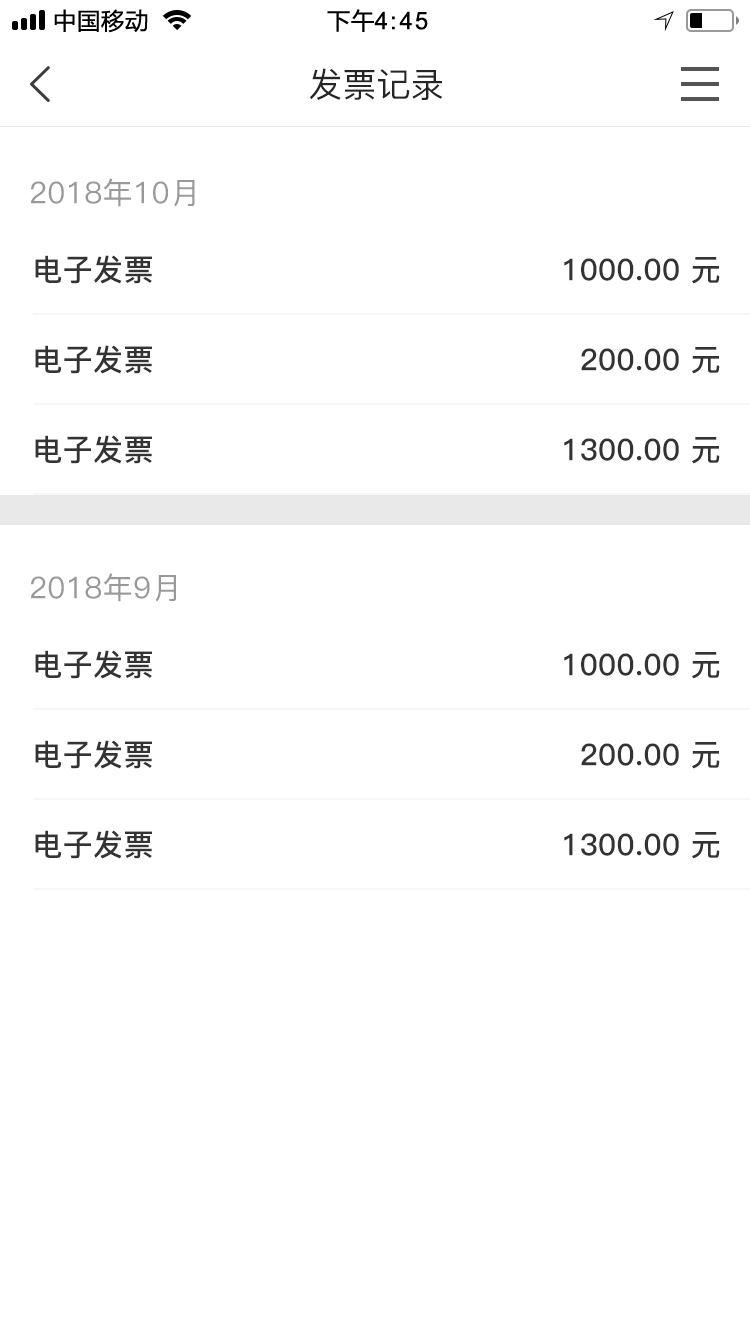 中国移动 下午4:45
发票记录
2018年10月
电子发票 1000.00 元
电子发票 200.00 元
电子发票 1300.00 元
2018年9月
电子发票 1000.00 元
电子发票 200.00 元
电子发票 1300.00 元